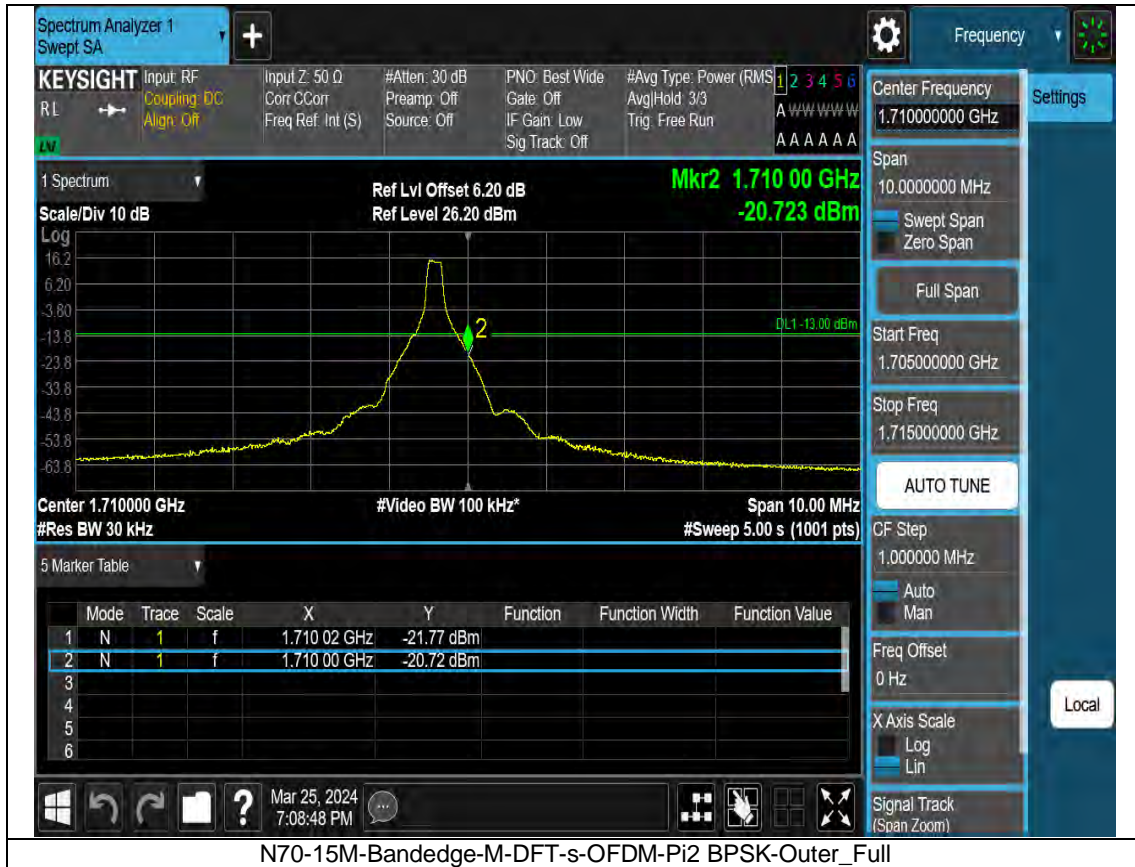 Spectrum Analyzer 1
Swept SA
+
Frequency
KEYSIGHT
RL
Input: RF
Coupling: DC
Align: Off
Input Z: 50 Ω
Corr CCorr
Freq Ref: Int (S)
#Atten: 30 dB
Preamp: Off
Source: Off
PNO: Best Wide
Gate: Off
IF Gain: Low
Sig Track: Off
#Avg Type: Power (RMS
Avg|Hold: 3/3
Trig: Free Run
1 2 3 4 5 6
A W W W W W
A A A A A A
LXI
1 Spectrum
Scale/Div 10 dB
Ref Lvl Offset 6.20 dB
Ref Level 26.20 dBm
Mkr2 1.710 00 GHz
-20.723 dBm
Log
16.2
6.20
-3.80
-13.8
-23.8
-33.8
-43.8
-53.8
-63.8
2
DL1 -13.00 dBm
Center 1.710000 GHz
#Res BW 30 kHz
#Video BW 100 kHz*
Span 10.00 MHz
#Sweep 5.00 s (1001 pts)
5 Marker Table
Mode Trace Scale X Y Function Function Width Function Value
1 N 1 f 1.710 02 GHz -21.77 dBm
2 N 1 f 1.710 00 GHz -20.72 dBm
3
4
5
6
?
Mar 25, 2024
7:08:48 PM
Center Frequency
1.710000000 GHz
Settings
Span
10.0000000 MHz
Swept Span
Zero Span
Full Span
Start Freq
1.705000000 GHz
Stop Freq
1.715000000 GHz
AUTO TUNE
CF Step
1.000000 MHz
Auto
Man
Freq Offset
0 Hz
X Axis Scale
Log
Lin
Signal Track
(Span Zoom)
Local
N70-15M-Bandedge-M-DFT-s-OFDM-Pi2 BPSK-Outer_Full